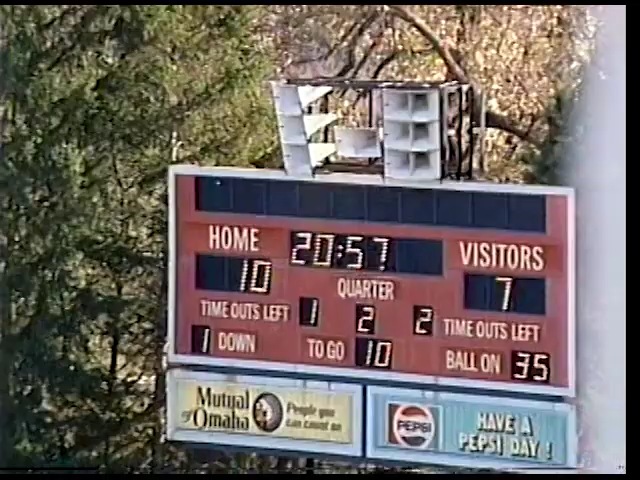 HOME 20:57 VISITORS
10 QUARTER 7
TIME OUTS LEFT 1 2 2 TIME OUTS LEFT
1 DOWN TO GO 10 BALL ON 35
Mutual of Omaha People you can count on
PEPSI HAVE A PEPSI DAY!